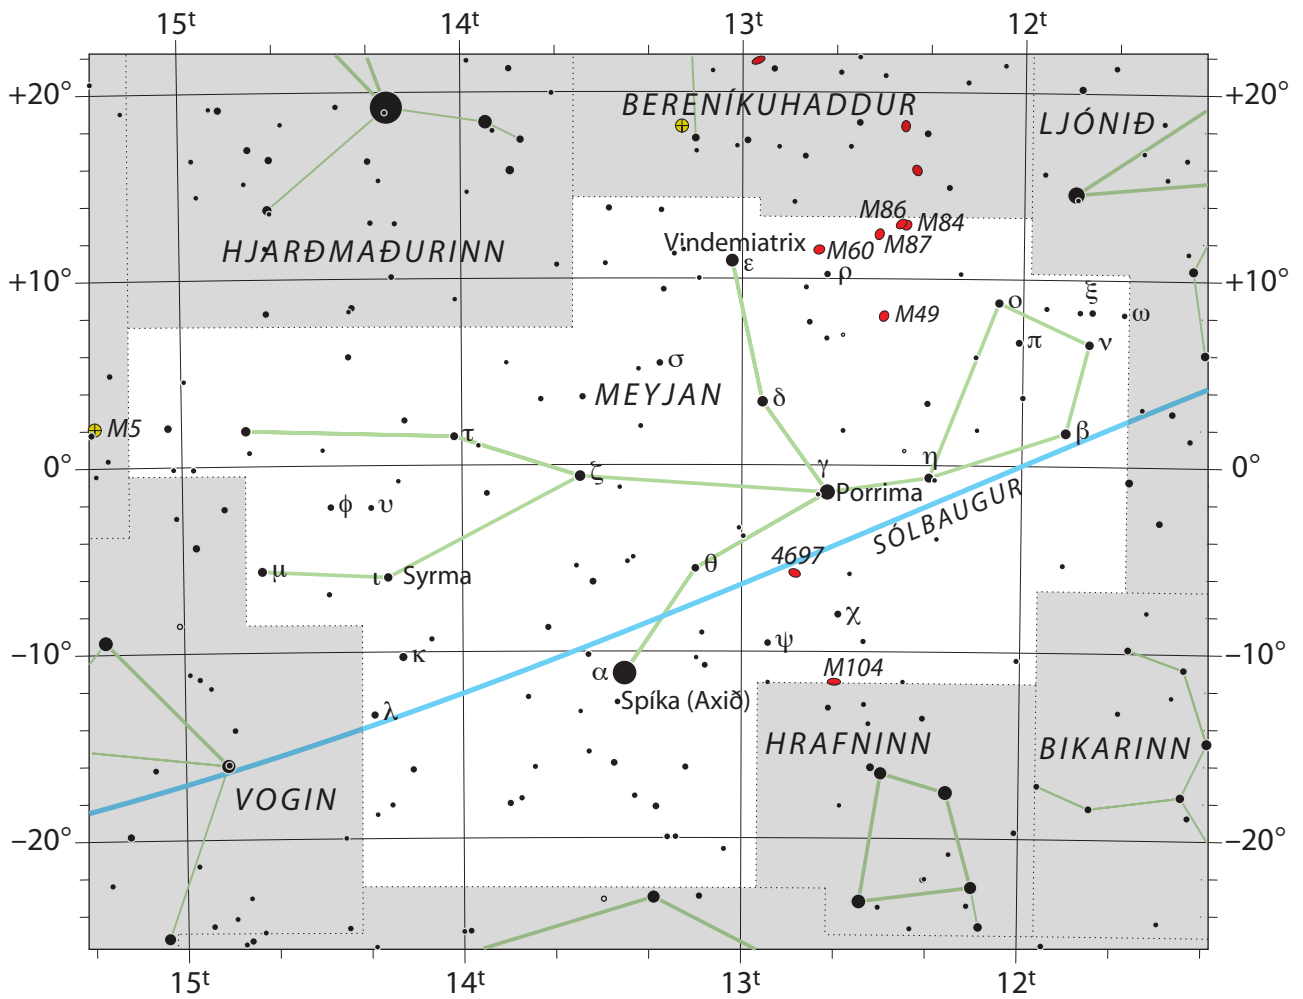 15ᵗ 14ᵗ 13ᵗ 12ᵗ
+20° BERENÍKUHADDUR +20°
LJÓNIÐ
M86 M84
HJARÐMAÐURINN Vindemiatrix M60 M87
ε ρ
+10° +10°
ξ
ο ω
M49
π ν
σ
MEYJAN δ
M5 τ β
0° ζ γ η 0°
Porrima
φ υ SÓLBAUGUR
μ ι Syrma θ 4697
χ
ψ
−10° κ −10°
α M104
Spíka (Axið)
λ
HRAFNINN BIKARINN
VOGIN
−20° −20°
15ᵗ 14ᵗ 13ᵗ 12ᵗ